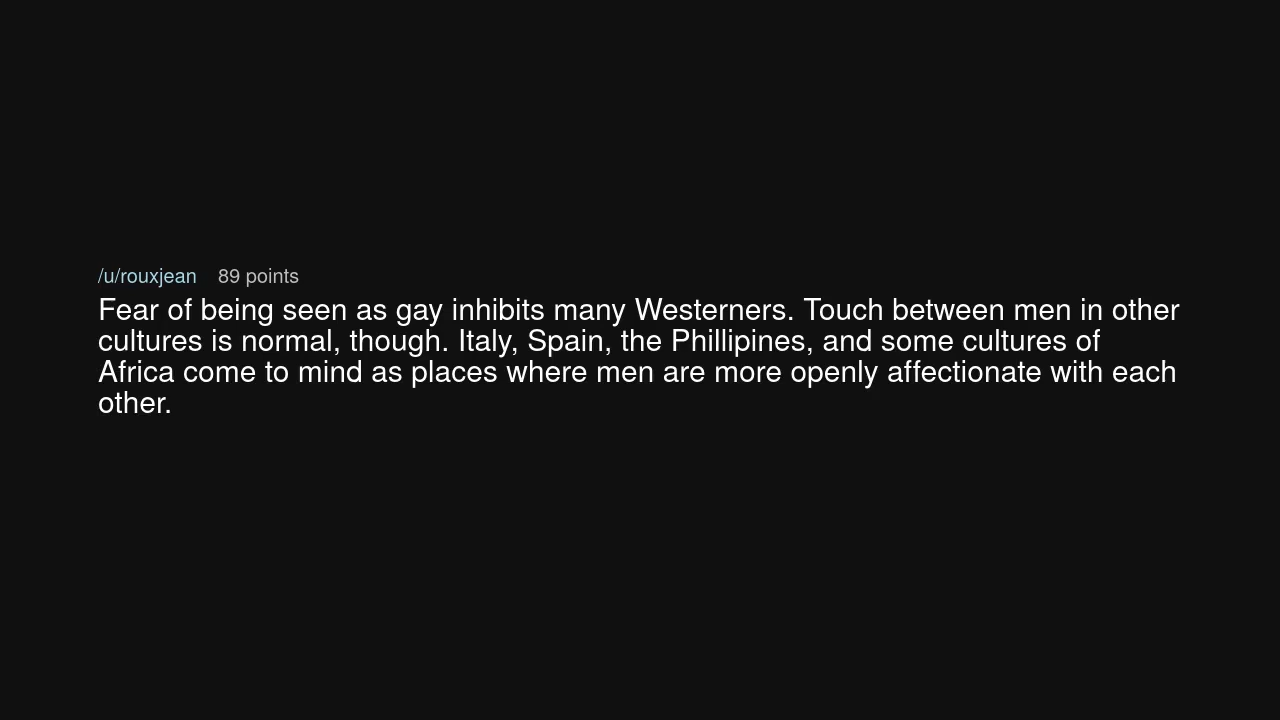 /u/rouxjean 89 points
Fear of being seen as gay inhibits many Westerners. Touch between men in other
cultures is normal, though. Italy, Spain, the Phillipines, and some cultures of
Africa come to mind as places where men are more openly affectionate with each
other.